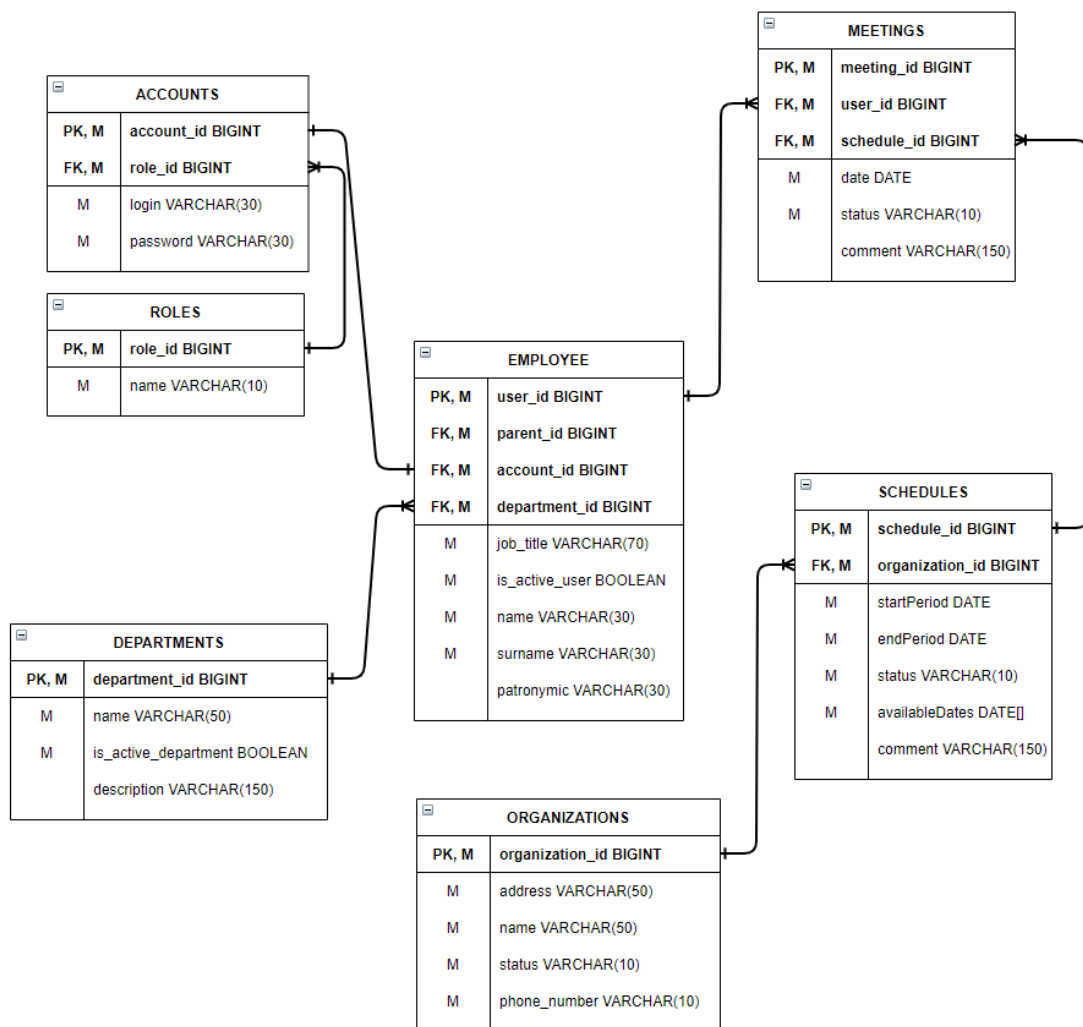 MEETINGS
PK, M meeting_id BIGINT
FK, M user_id BIGINT
FK, M schedule_id BIGINT
M date DATE
M status VARCHAR(10)
comment VARCHAR(150)
ACCOUNTS
PK, M account_id BIGINT
FK, M role_id BIGINT
M login VARCHAR(30)
M password VARCHAR(30)
ROLES
PK, M role_id BIGINT
M name VARCHAR(10)
EMPLOYEE
PK, M user_id BIGINT
FK, M parent_id BIGINT
FK, M account_id BIGINT
FK, M department_id BIGINT
M job_title VARCHAR(70)
M is_active_user BOOLEAN
M name VARCHAR(30)
M surname VARCHAR(30)
patronymic VARCHAR(30)
SCHEDULES
PK, M schedule_id BIGINT
FK, M organization_id BIGINT
M startPeriod DATE
M endPeriod DATE
M status VARCHAR(10)
M availableDates DATE[]
comment VARCHAR(150)
DEPARTMENTS
PK, M department_id BIGINT
M name VARCHAR(50)
M is_active_department BOOLEAN
description VARCHAR(150)
ORGANIZATIONS
PK, M organization_id BIGINT
M address VARCHAR(50)
M name VARCHAR(50)
M status VARCHAR(10)
M phone_number VARCHAR(10)